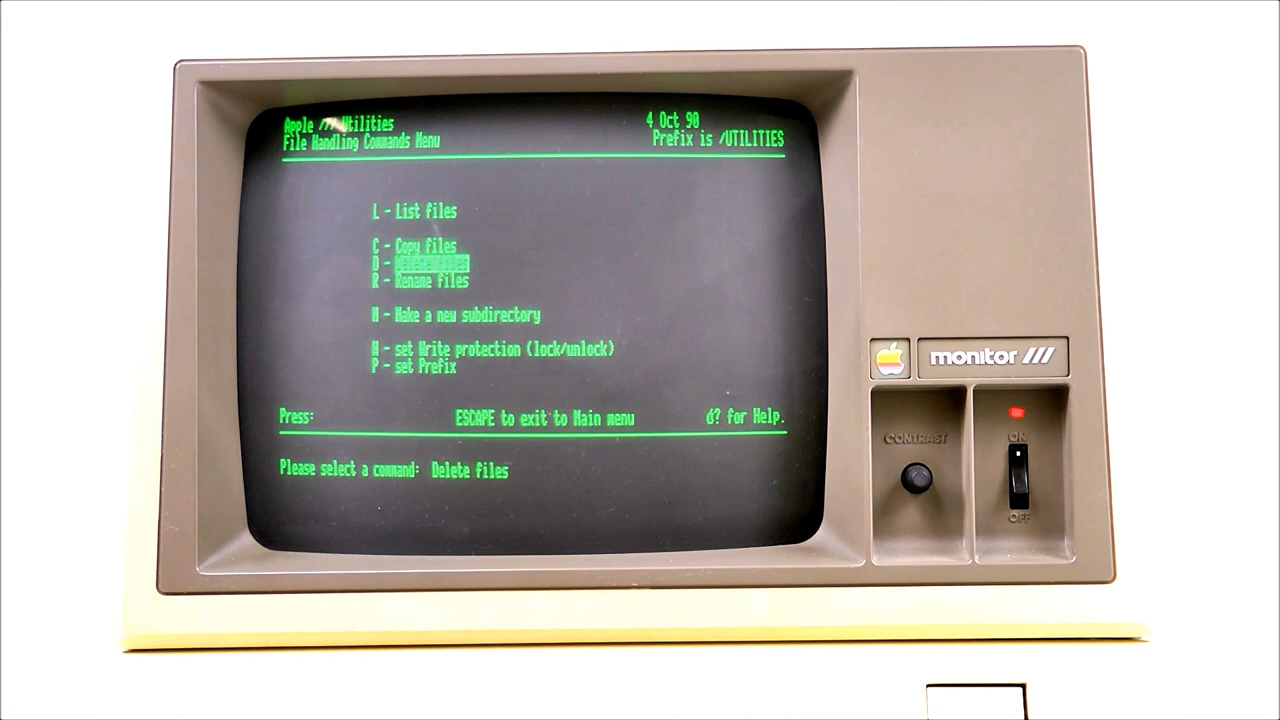 Apple /// Utilities
4 Oct 90
File Handling Commands Menu
Prefix is /UTILITIES
L - List files
C - Copy files
D - Delete files
R - Rename files
M - Make a new subdirectory
W - set Write protection (lock/unlock)
P - set Prefix
Press:
ESCAPE to exit to Main menu
? for Help.
Please select a command: Delete files
monitor ///
CONTRAST
ON
OFF